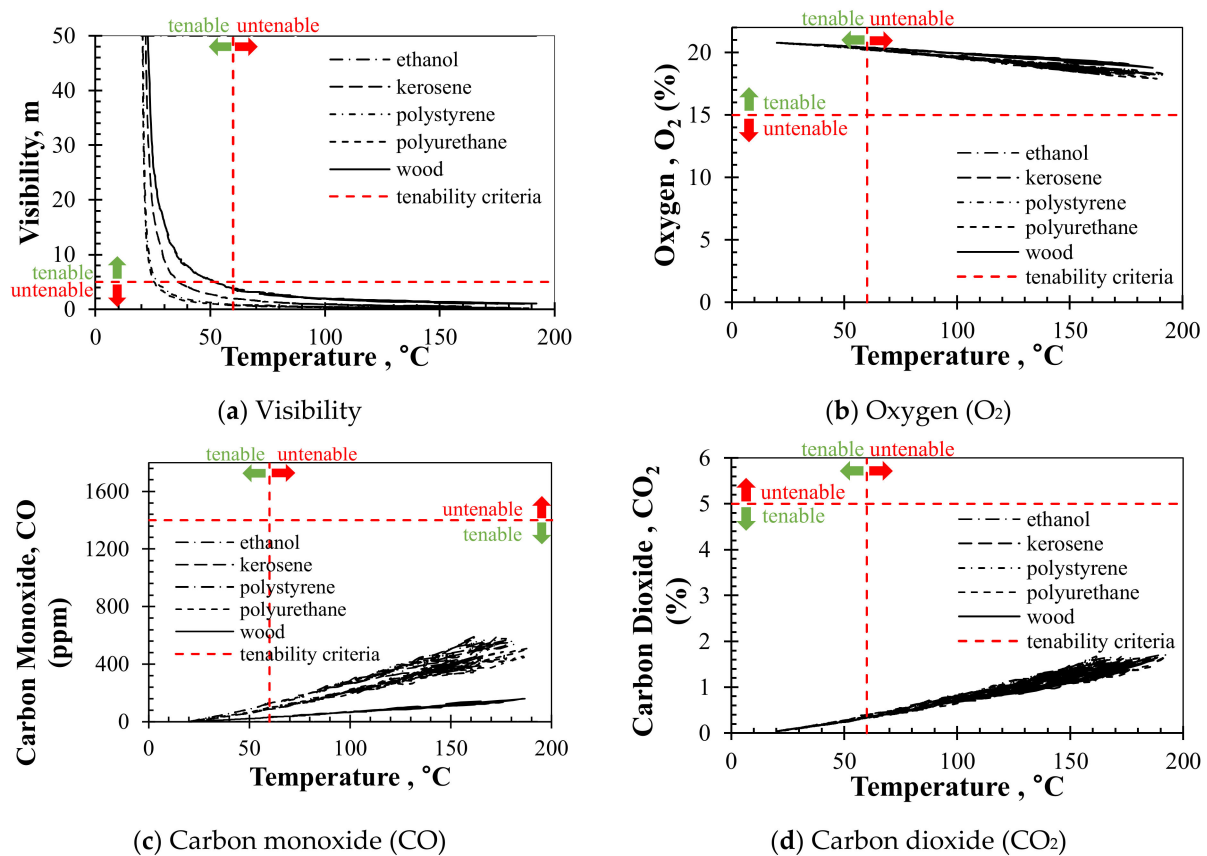 tenable untenable
50
40
30
20
10
0
Visibility, m
ethanol
kerosene
polystyrene
polyurethane
wood
tenability criteria
tenable
untenable
0 50 100 150 200
Temperature , °C
(a) Visibility
tenable untenable
20
15
10
5
0
Oxygen , O2 (%)
tenable
untenable
ethanol
kerosene
polystyrene
polyurethane
wood
tenability criteria
0 50 100 150 200
Temperature , °C
(b) Oxygen (O2)
tenable untenable
1600
1200
800
400
0
Carbon Monoxide, CO
(ppm)
untenable
tenable
ethanol
kerosene
polystyrene
polyurethane
wood
tenability criteria
0 50 100 150 200
Temperature , °C
(c) Carbon monoxide (CO)
tenable untenable
6
5
4
3
2
1
0
Carbon Dioxide , CO2
(%)
untenable
tenable
ethanol
kerosene
polystyrene
polyurethane
wood
tenability criteria
0 50 100 150 200
Temperature , °C
(d) Carbon dioxide (CO2)